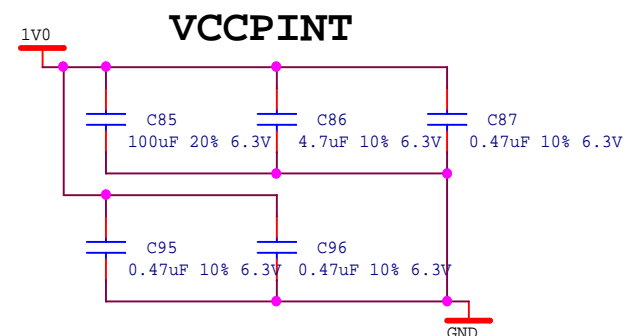 VCCPINT
1V0
C85
100uF 20% 6.3V
C86
4.7uF 10% 6.3V
C87
0.47uF 10% 6.3V
C95
0.47uF 10% 6.3V
C96
0.47uF 10% 6.3V
GND